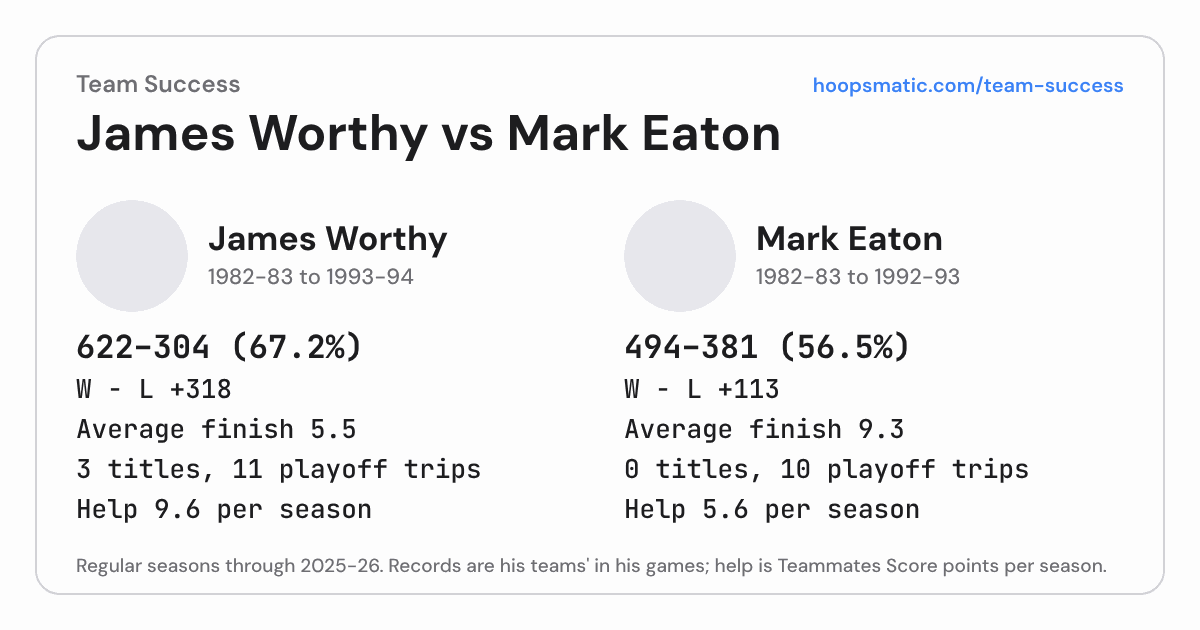 Team Success
hoopsmatic.com/team-success
James Worthy vs Mark Eaton
James Worthy
1982-83 to 1993-94
622-304 (67.2%)
W - L +318
Average finish 5.5
3 titles, 11 playoff trips
Help 9.6 per season
Mark Eaton
1982-83 to 1992-93
494-381 (56.5%)
W - L +113
Average finish 9.3
0 titles, 10 playoff trips
Help 5.6 per season
Regular seasons through 2025-26. Records are his teams' in his games; help is Teammates Score points per season.